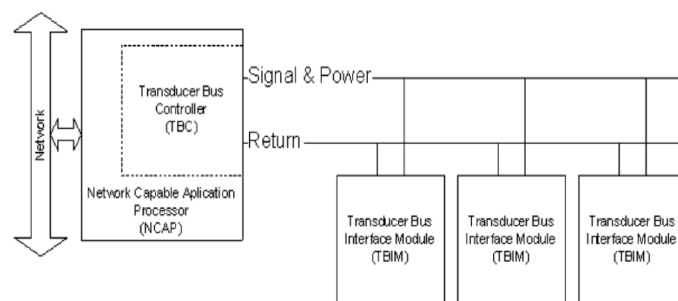 Network
Transducer Bus
Controller
(TBC)
Network Capable Aplication
Processor
(NCAP)
Signal & Power
Return
Transducer Bus
Interface Module
(TBIM)
Transducer Bus
Interface Module
(TBIM)
Transducer Bus
Interface Module
(TBIM)